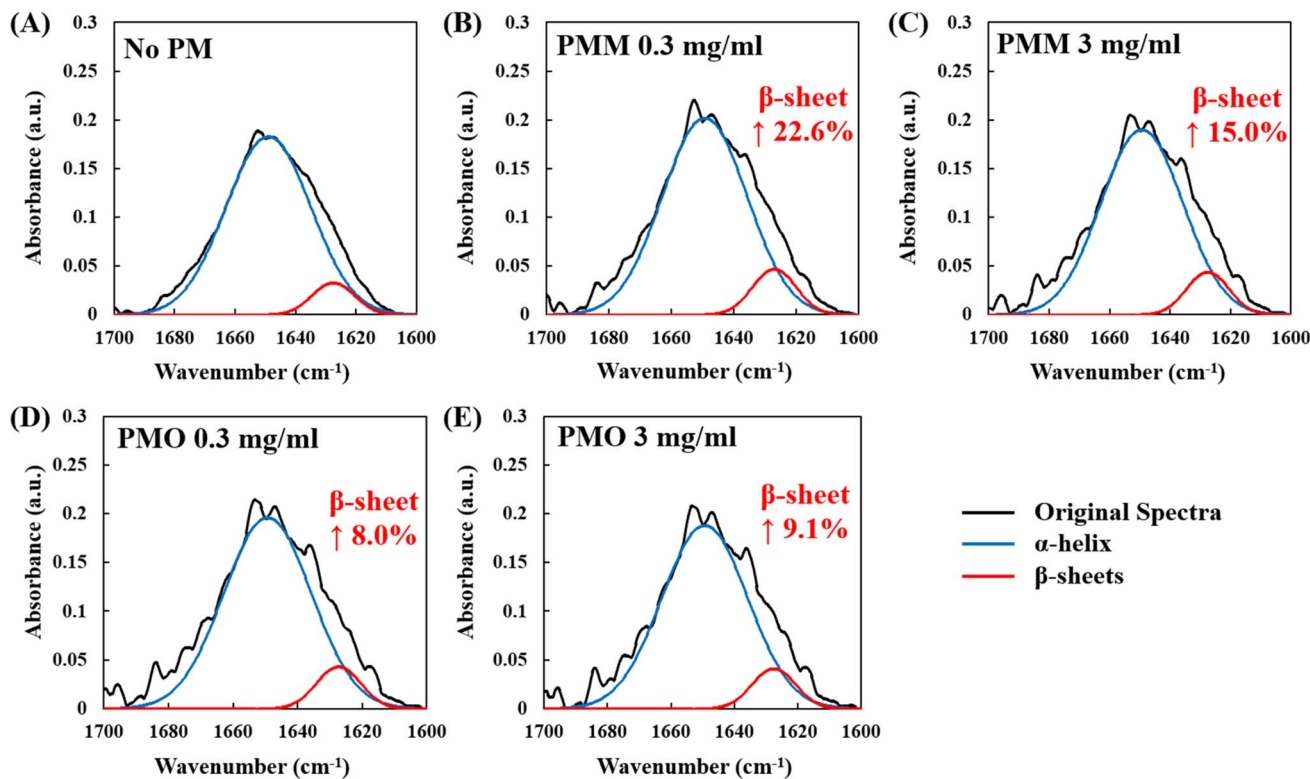 (A)
No PM
0.3
0.25
0.2
0.15
0.1
0.05
0
Absorbance (a.u.)
1700 1680 1660 1640 1620 1600
Wavenumber (cm⁻¹)
(B)
PMM 0.3 mg/ml
β-sheet
↑ 22.6%
0.3
0.25
0.2
0.15
0.1
0.05
0
Absorbance (a.u.)
1700 1680 1660 1640 1620 1600
Wavenumber (cm⁻¹)
(C)
PMM 3 mg/ml
β-sheet
↑ 15.0%
0.3
0.25
0.2
0.15
0.1
0.05
0
Absorbance (a.u.)
1700 1680 1660 1640 1620 1600
Wavenumber (cm⁻¹)
(D)
PMO 0.3 mg/ml
β-sheet
↑ 8.0%
0.3
0.25
0.2
0.15
0.1
0.05
0
Absorbance (a.u.)
1700 1680 1660 1640 1620 1600
Wavenumber (cm⁻¹)
(E)
PMO 3 mg/ml
β-sheet
↑ 9.1%
0.3
0.25
0.2
0.15
0.1
0.05
0
Absorbance (a.u.)
1700 1680 1660 1640 1620 1600
Wavenumber (cm⁻¹)
Original Spectra
α-helix
β-sheets